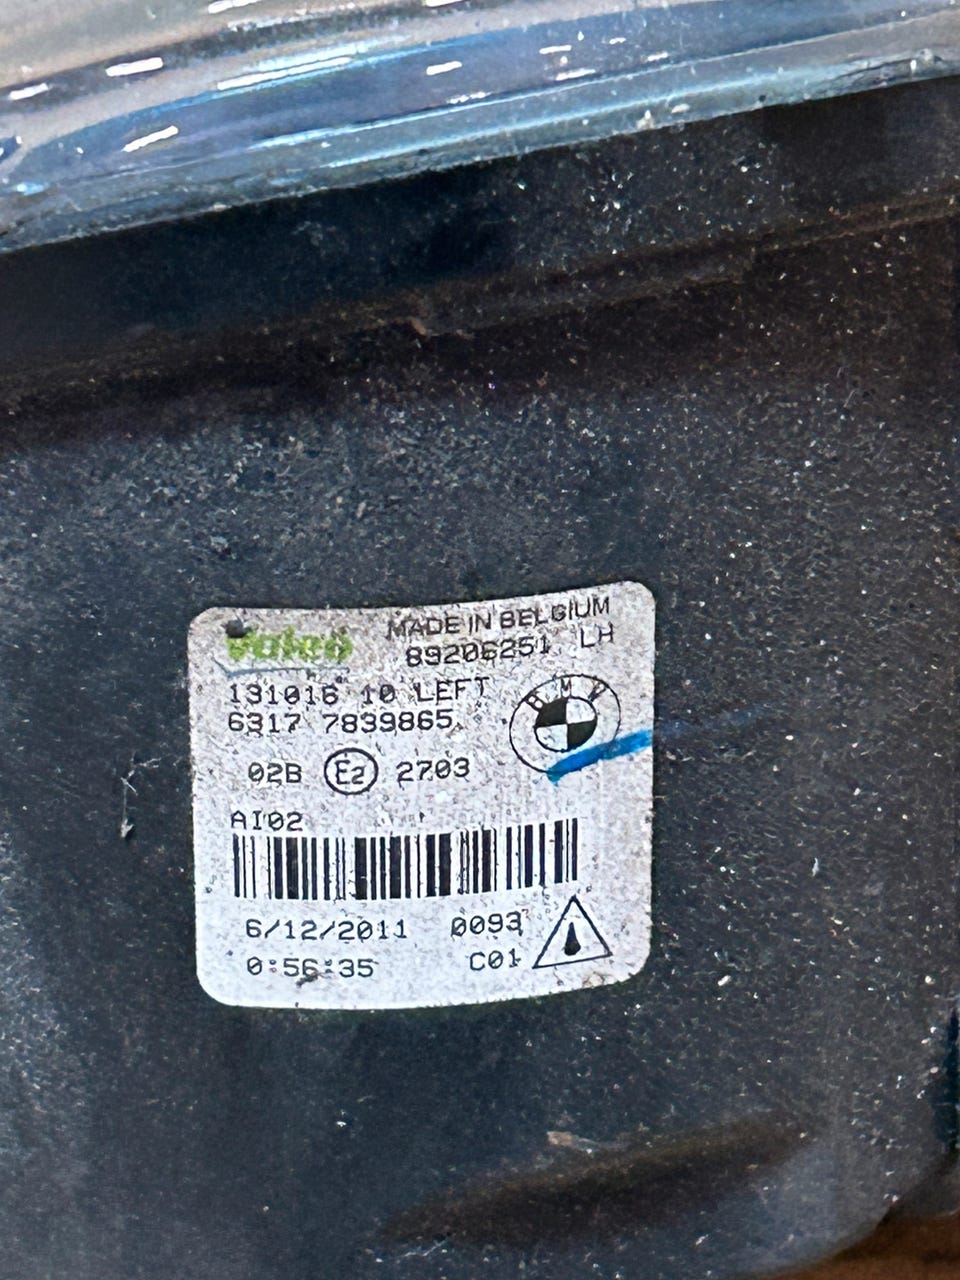 Valeo
MADE IN BELGIUM
89206251 LH
131016 10 LEFT
6317 7839865
BMW
02B E2 2703
AI02
6/12/2011 0093
0:56:35 C01